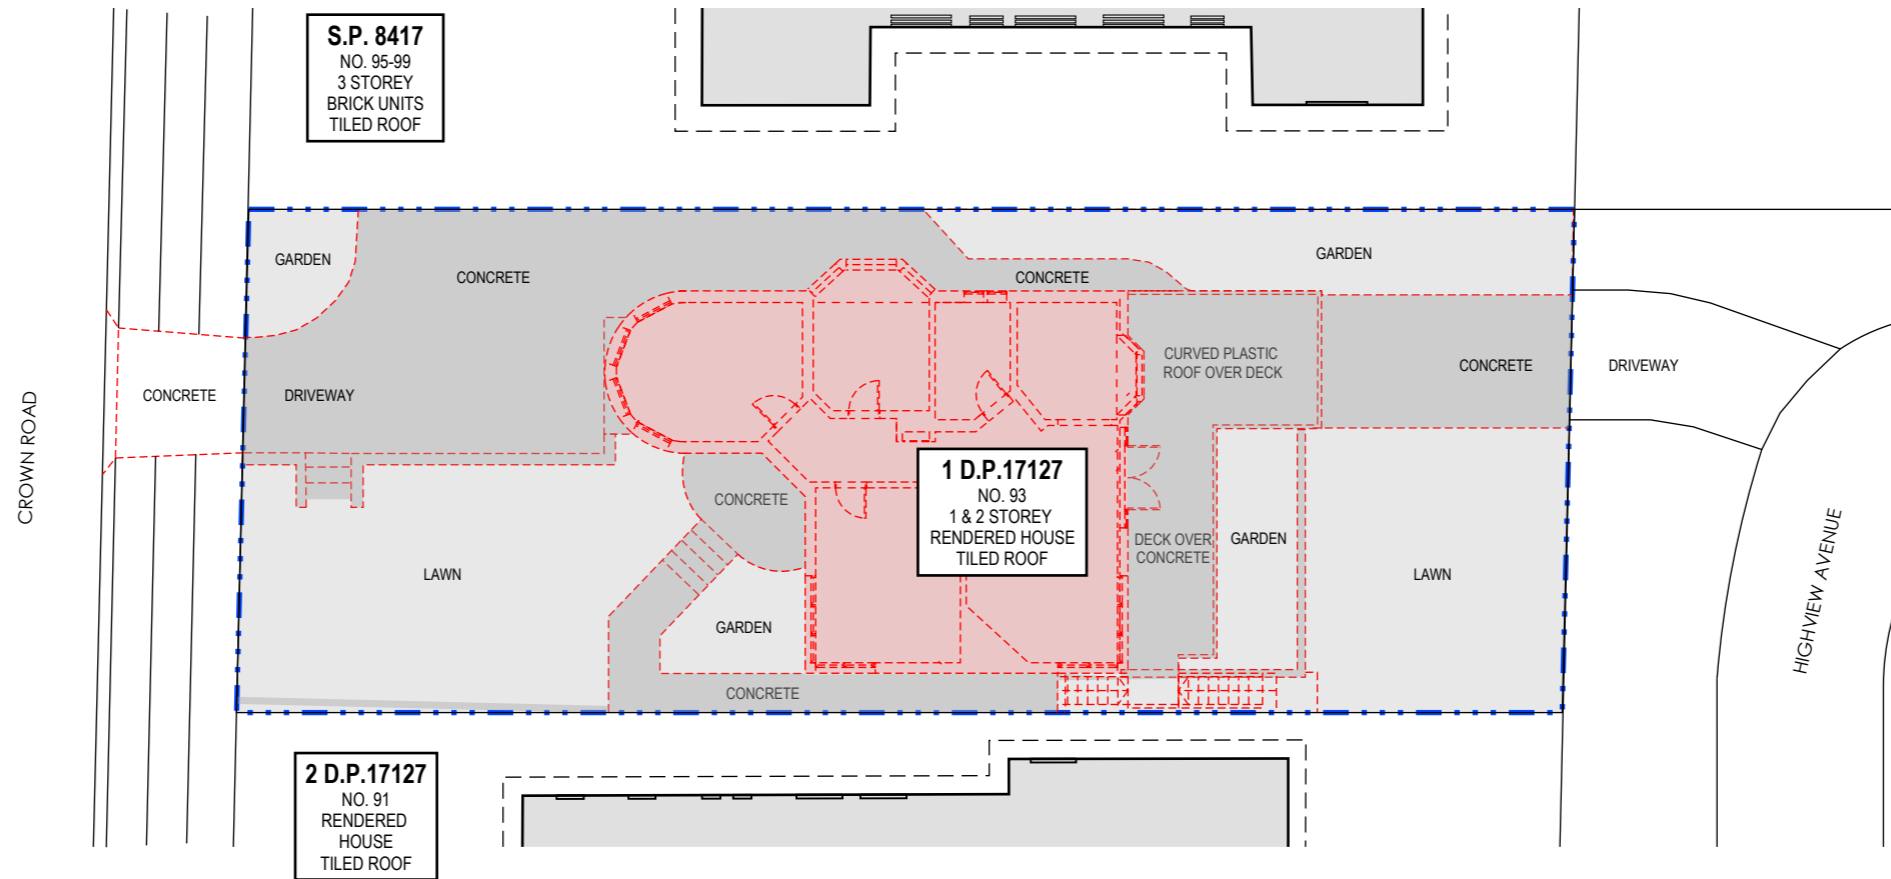 S.P. 8417
NO. 95-99
3 STOREY
BRICK UNITS
TILED ROOF
GARDEN
CONCRETE
CONCRETE
GARDEN
CURVED PLASTIC
ROOF OVER DECK
CONCRETE
DRIVEWAY
CONCRETE
DRIVEWAY
CROWN ROAD
1 D.P.17127
NO. 93
1 & 2 STOREY
RENDERED HOUSE
TILED ROOF
CONCRETE
DECK OVER
CONCRETE
GARDEN
LAWN
LAWN
HIGHVIEW AVENUE
GARDEN
CONCRETE
2 D.P.17127
NO. 91
RENDERED
HOUSE
TILED ROOF